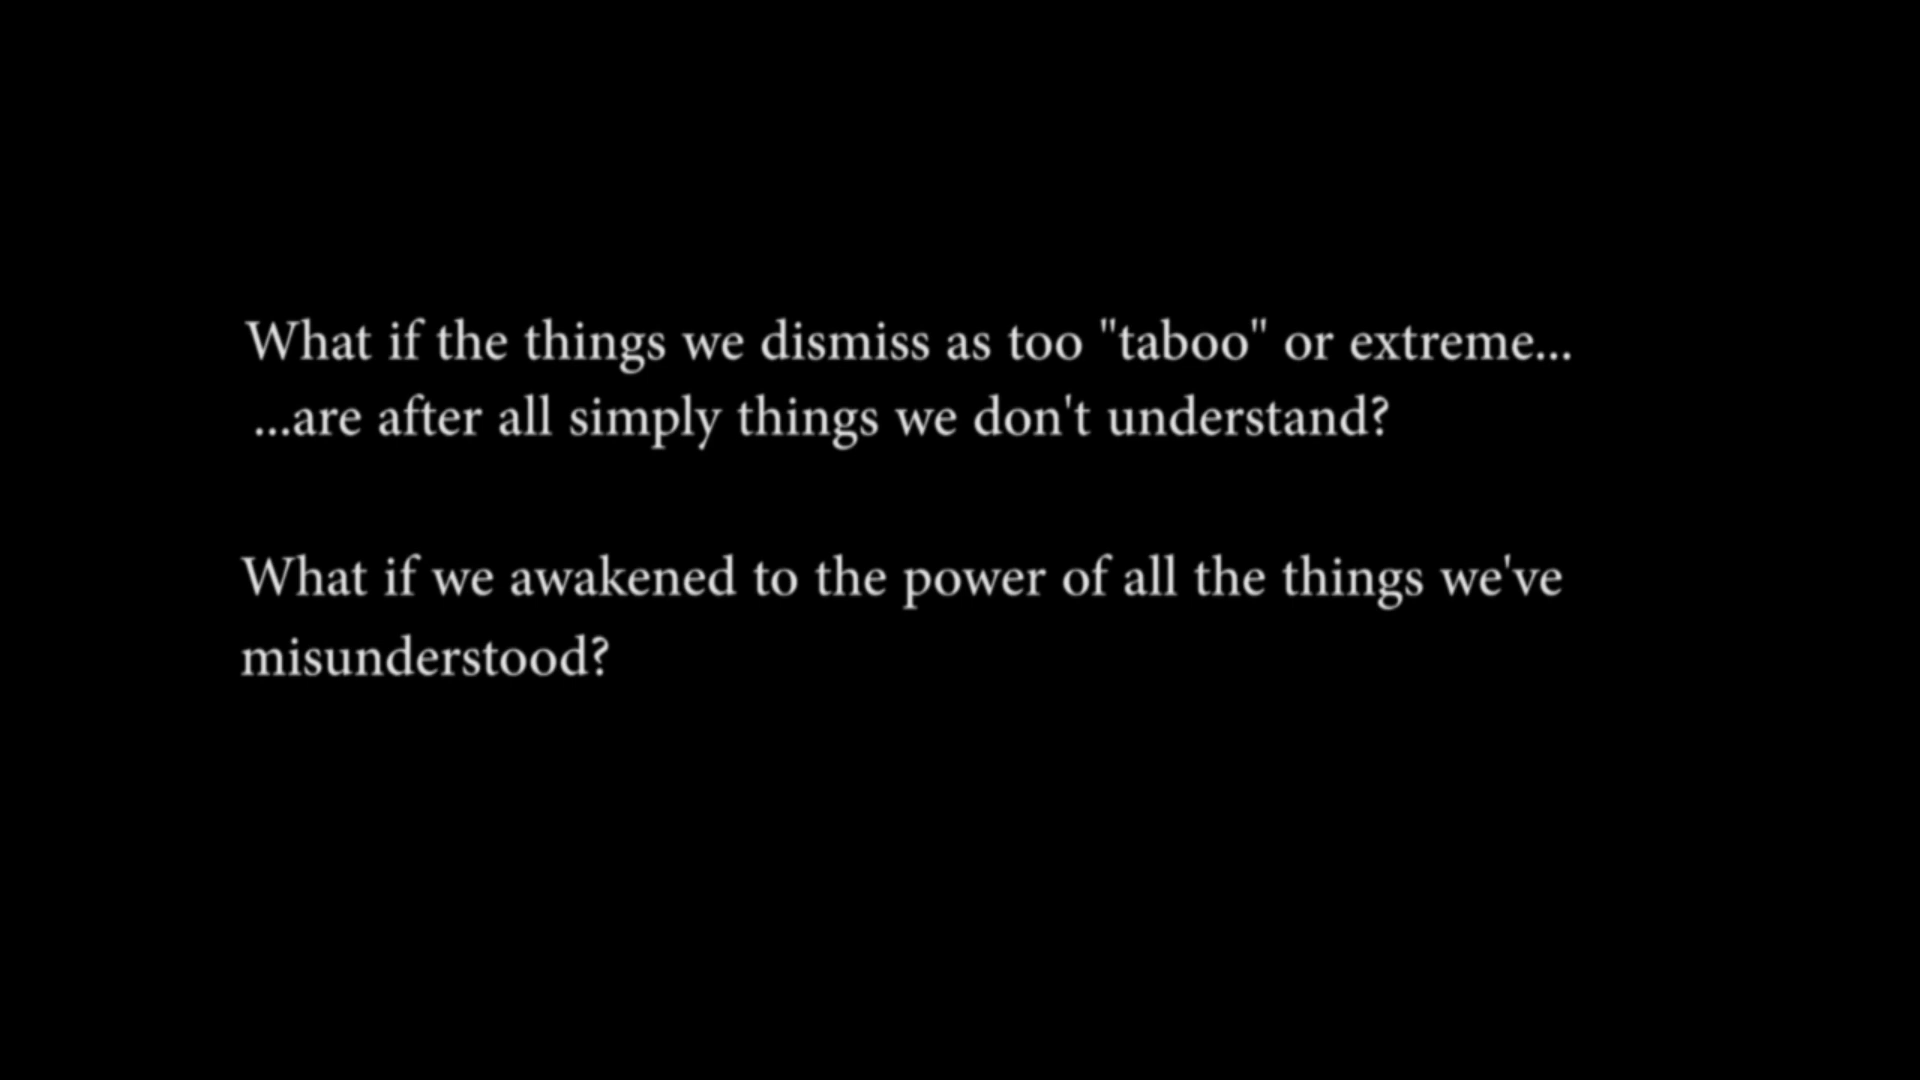 What if the things we dismiss as too "taboo" or extreme...
...are after all simply things we don't understand?
What if we awakened to the power of all the things we've
misunderstood?